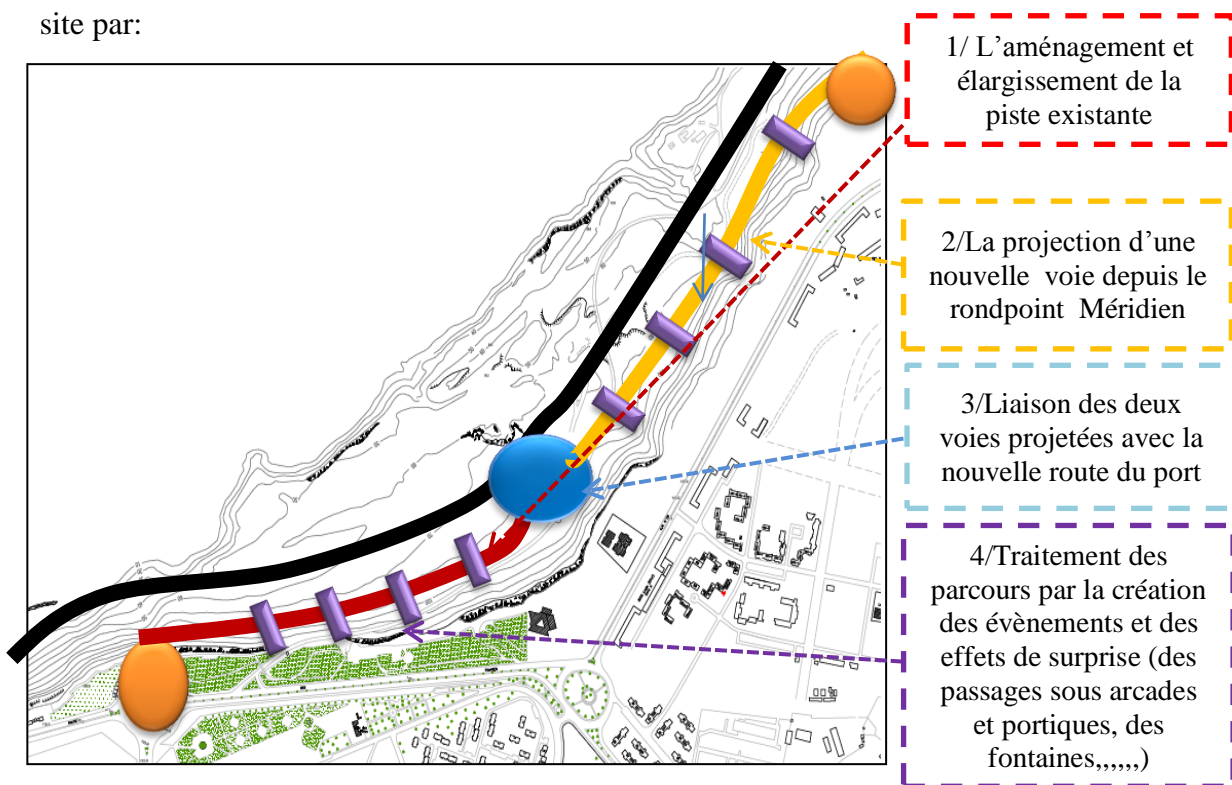 site par:
1/ L'aménagement et
élargissement de la
piste existante
2/La projection d'une
nouvelle voie depuis le
rondpoint Méridien
3/Liaison des deux
voies projetées avec la
nouvelle route du port
4/Traitement des
parcours par la création
des évènements et des
effets de surprise (des
passages sous arcades
et portiques, des
fontaines,,,,,,)